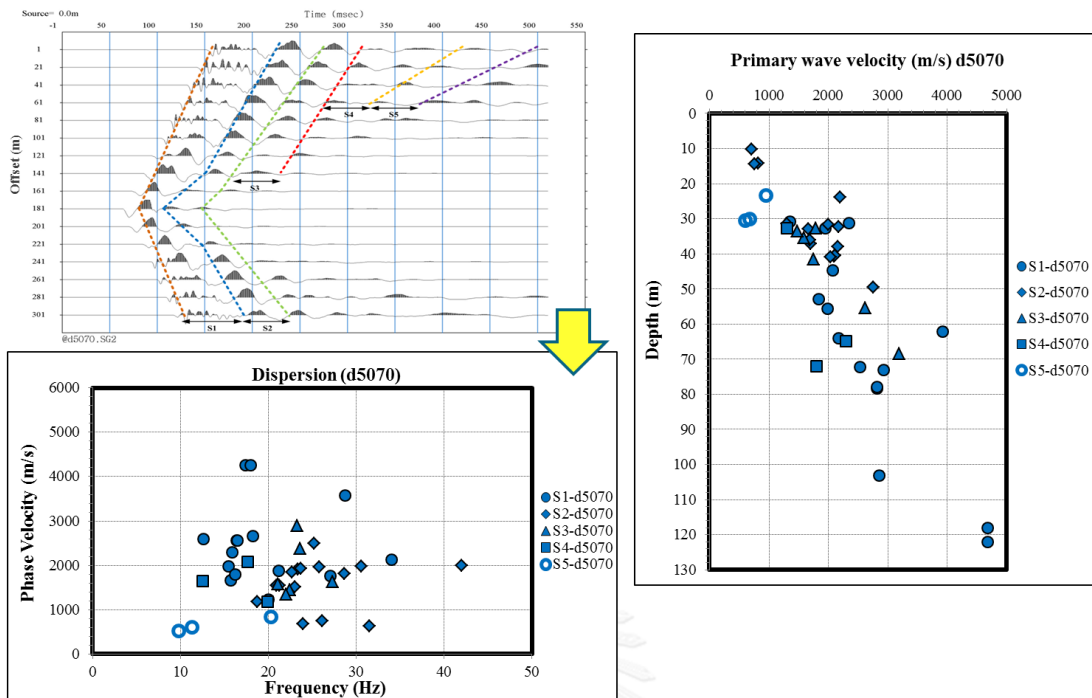 Source= 0.0m
Time (msec)
-1 50 100 150 200 250 300 350 400 450 500 550
Offset (m)
1
21
41
61
81
101
121
141
161
181
201
221
241
261
281
301
S4 S5
S3
S1 S2
@d5070.SG2
Dispersion (d5070)
Phase Velocity (m/s)
6000
5000
4000
3000
2000
1000
0
0 10 20 30 40 50
Frequency (Hz)
S1-d5070
S2-d5070
S3-d5070
S4-d5070
S5-d5070
Primary wave velocity (m/s) d5070
0 1000 2000 3000 4000 5000
Depth (m)
0
10
20
30
40
50
60
70
80
90
100
110
120
130
S1-d5070
S2-d5070
S3-d5070
S4-d5070
S5-d5070